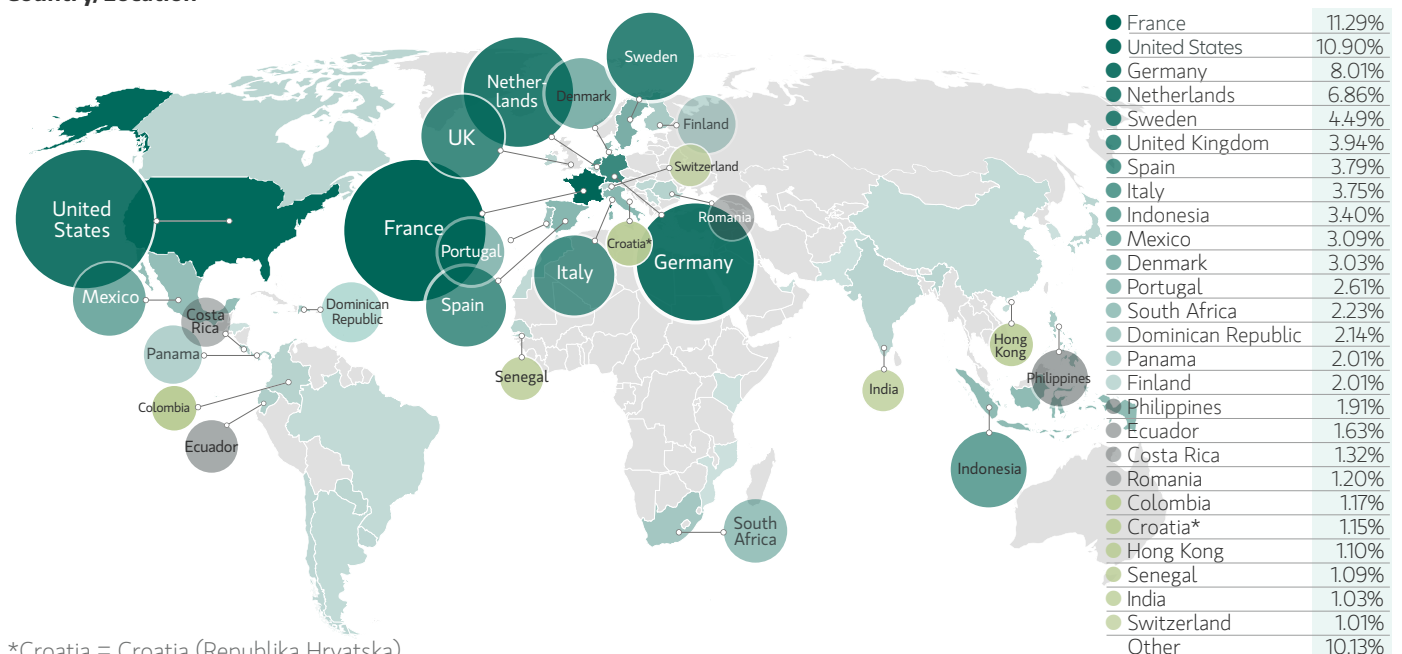 Country/Location
Sweden
Nether-
lands
Denmark
UK
Finland
Switzerland
United
States
France
Portugal
Romania
Croatia*
Germany
Italy
Spain
Mexico
Costa
Rica
Dominican
Republic
Panama
Hong
Kong
Senegal
India
Philippines
Colombia
Ecuador
Indonesia
South
Africa
France 11.29%
United States 10.90%
Germany 8.01%
Netherlands 6.86%
Sweden 4.49%
United Kingdom 3.94%
Spain 3.79%
Italy 3.75%
Indonesia 3.40%
Mexico 3.09%
Denmark 3.03%
Portugal 2.61%
South Africa 2.23%
Dominican Republic 2.14%
Panama 2.01%
Finland 2.01%
Philippines 1.91%
Ecuador 1.63%
Costa Rica 1.32%
Romania 1.20%
Colombia 1.17%
Croatia* 1.15%
Hong Kong 1.10%
Senegal 1.09%
India 1.03%
Switzerland 1.01%
Other 10.13%
*Croatia = Croatia (Republika Hrvatska)